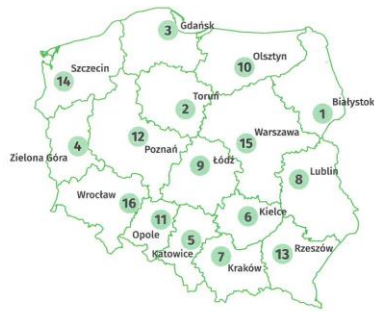 3 Gdańsk
Olsztyn
10
Szczecin
14
Toruń
2
Białystok
1
12
Poznań
Warszawa
15
4
Zielona Góra
9 Łódź
Lublin
8
Wrocław
16
11
Opole
6 Kielce
5
Katowice
7
Kraków
Rzeszów
13